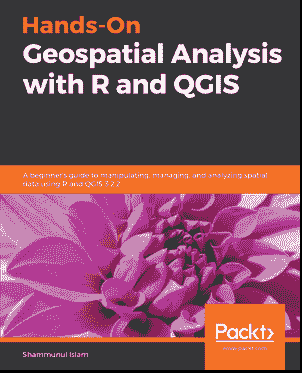 Hands-On
Geospatial Analysis
with R and QGIS
A beginner's guide to manipulating, managing, and analyzing spatial
data using R and QGIS 3.2.2
Packt>
Shammunul Islam